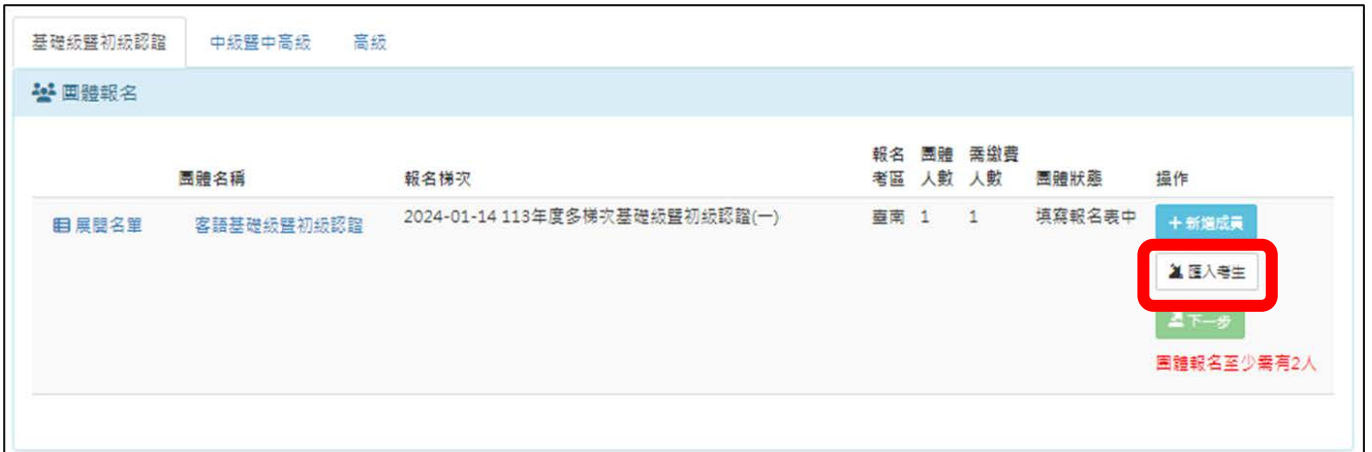 基礎級暨初級認證 中級暨中高級 高級
團體報名
團體名稱 報名梯次 報名考區 團體人數 需繳費人數 團體狀態 操作
展開名單 客語基礎級暨初級認證 2024-01-14 113年度多梯次基礎級暨初級認證(一) 臺南 1 1 填寫報名表中 +新增成員
匯入考生
下一步
團體報名至少需有2人